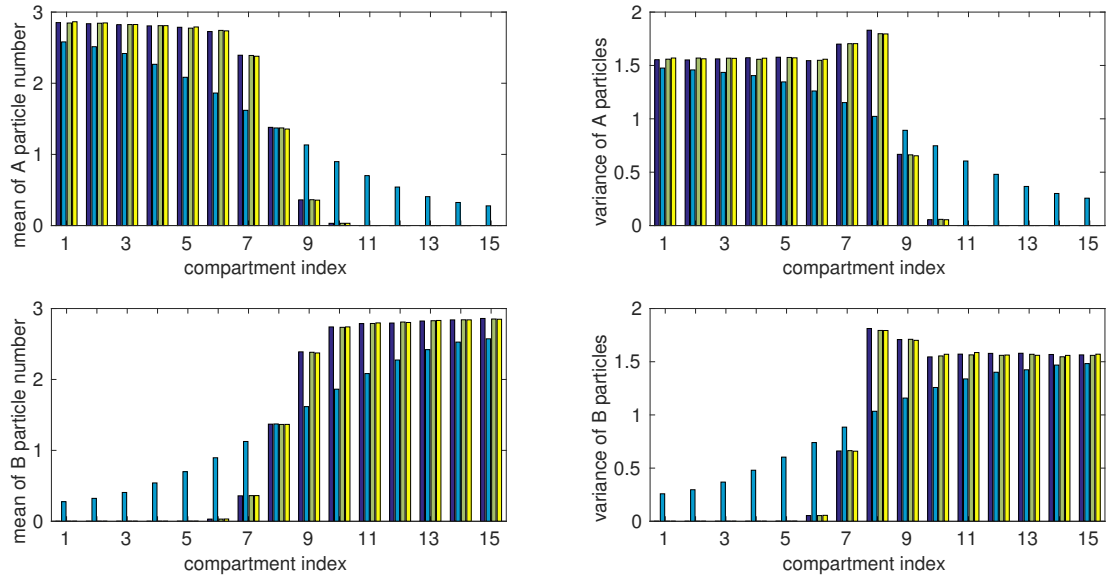 mean of A particle number
3
2
1
0
1 3 5 7 9 11 13 15
compartment index
variance of A particles
2
1.5
1
0.5
0
1 3 5 7 9 11 13 15
compartment index
mean of B particle number
3
2
1
0
1 3 5 7 9 11 13 15
compartment index
variance of B particles
2
1.5
1
0.5
0
1 3 5 7 9 11 13 15
compartment index